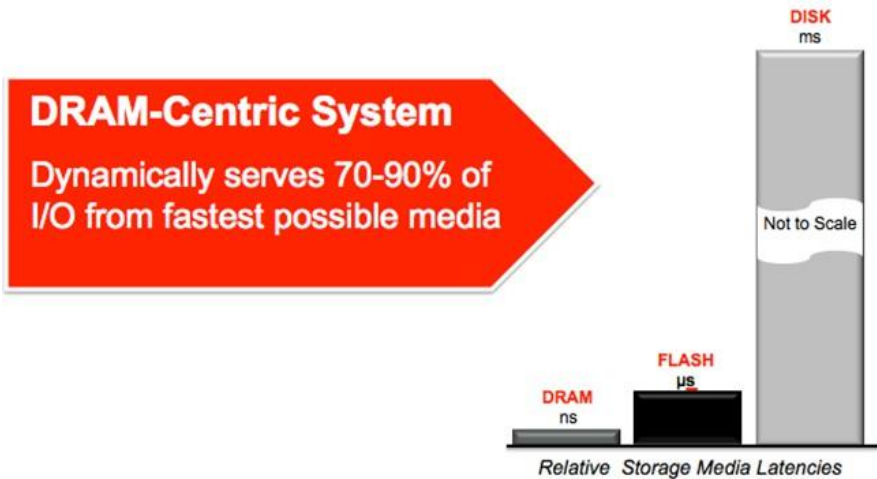 DRAM-Centric System
Dynamically serves 70-90% of
I/O from fastest possible media
DISK
ms
Not to Scale
FLASH
µs
DRAM
ns
Relative Storage Media Latencies